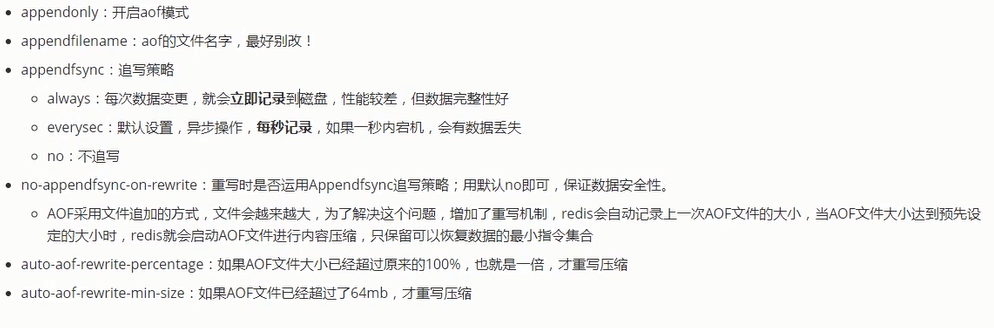 appendonly：开启aof模式
appendfilename：aof的文件名字，最好别改！
appendfsync：追写策略
always：每次数据变更，就会立即记录到磁盘，性能较差，但数据完整性好
everysec：默认设置，异步操作，每秒记录，如果一秒内宕机，会有数据丢失
no：不追写
no-appendfsync-on-rewrite：重写时是否运用Appendfsync追写策略；用默认no即可，保证数据安全性。
AOF采用文件追加的方式，文件会越来越大，为了解决这个问题，增加了重写机制，redis会自动记录上一次AOF文件的大小，当AOF文件大小达到预先设
定的大小时，redis就会启动AOF文件进行内容压缩，只保留可以恢复数据的最小指令集合
auto-aof-rewrite-percentage：如果AOF文件大小已经超过原来的100%，也就是一倍，才重写压缩
auto-aof-rewrite-min-size：如果AOF文件已经超过了64mb，才重写压缩